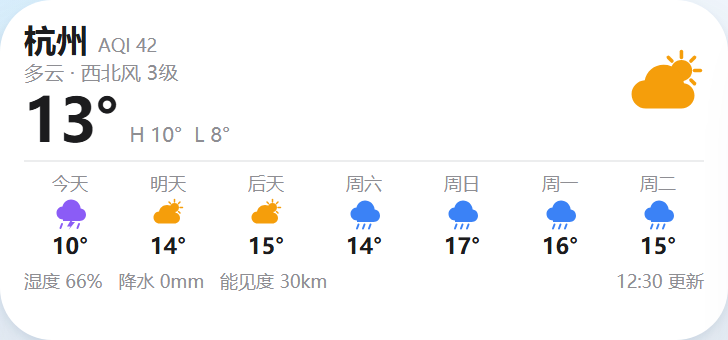 杭州 AQI 42
多云 · 西北风 3级
13° H 10° L 8°
今天 明天 后天 周六 周日 周一 周二
10° 14° 15° 14° 17° 16° 15°
湿度 66% 降水 0mm 能见度 30km 12:30 更新